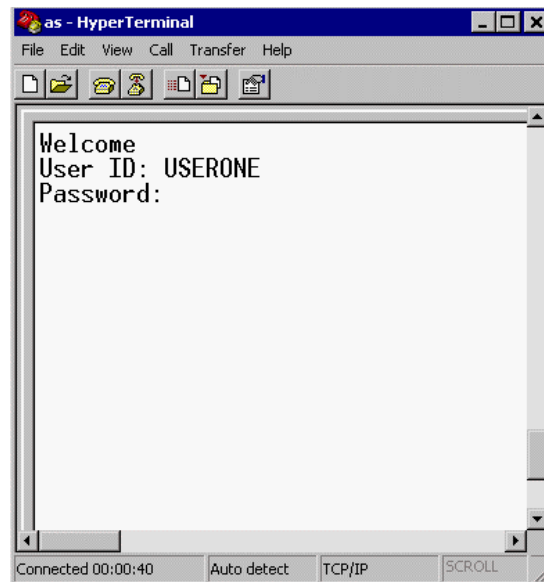 as - HyperTerminal
File Edit View Call Transfer Help
Welcome
User ID: USERONE
Password:
Connected 00:00:40 Auto detect TCP/IP SCROLL